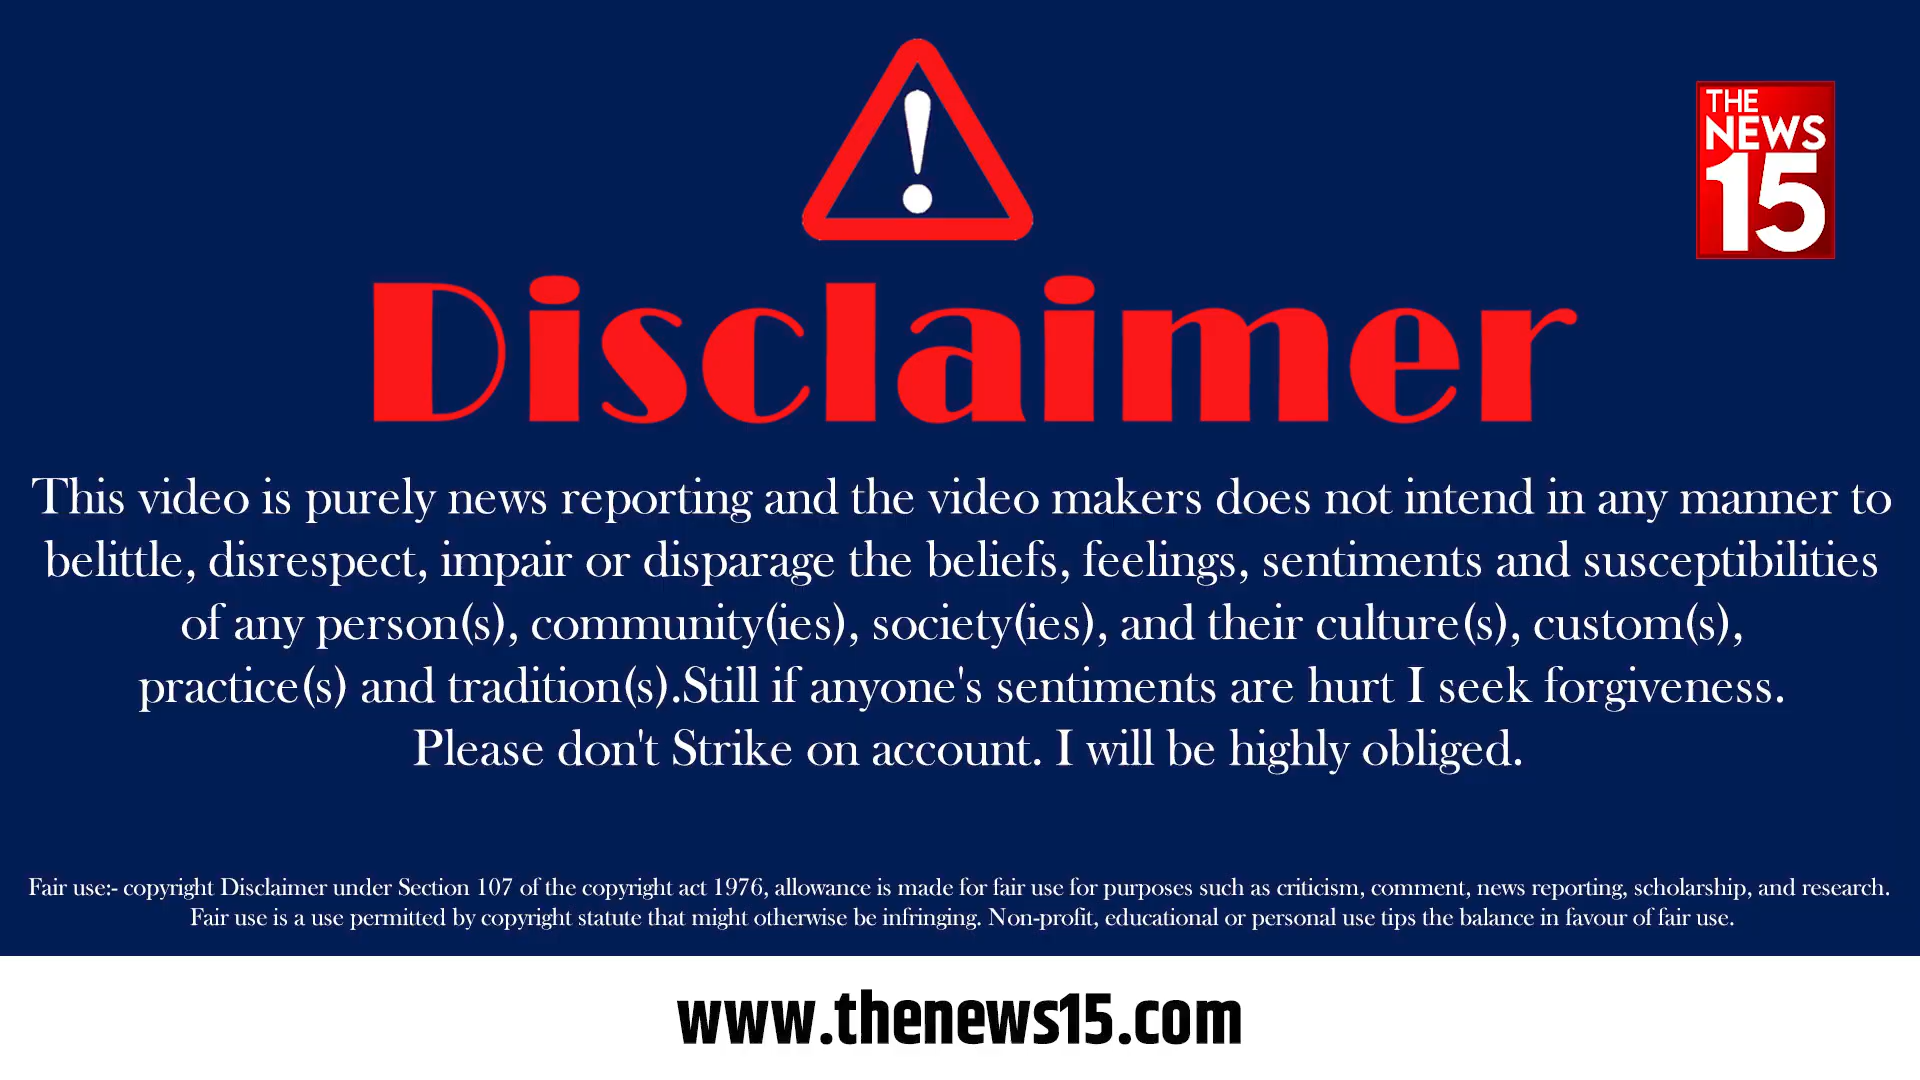 THE
NEWS
15
Disclaimer
This video is purely news reporting and the video makers does not intend in any manner to
belittle, disrespect, impair or disparage the beliefs, feelings, sentiments and susceptibilities
of any person(s), community(ies), society(ies), and their culture(s), custom(s),
practice(s) and tradition(s).Still if anyone's sentiments are hurt I seek forgiveness.
Please don't Strike on account. I will be highly obliged.
Fair use:- copyright Disclaimer under Section 107 of the copyright act 1976, allowance is made for fair use for purposes such as criticism, comment, news reporting, scholarship, and research.
Fair use is a use permitted by copyright statute that might otherwise be infringing. Non-profit, educational or personal use tips the balance in favour of fair use.
www.thenews15.com